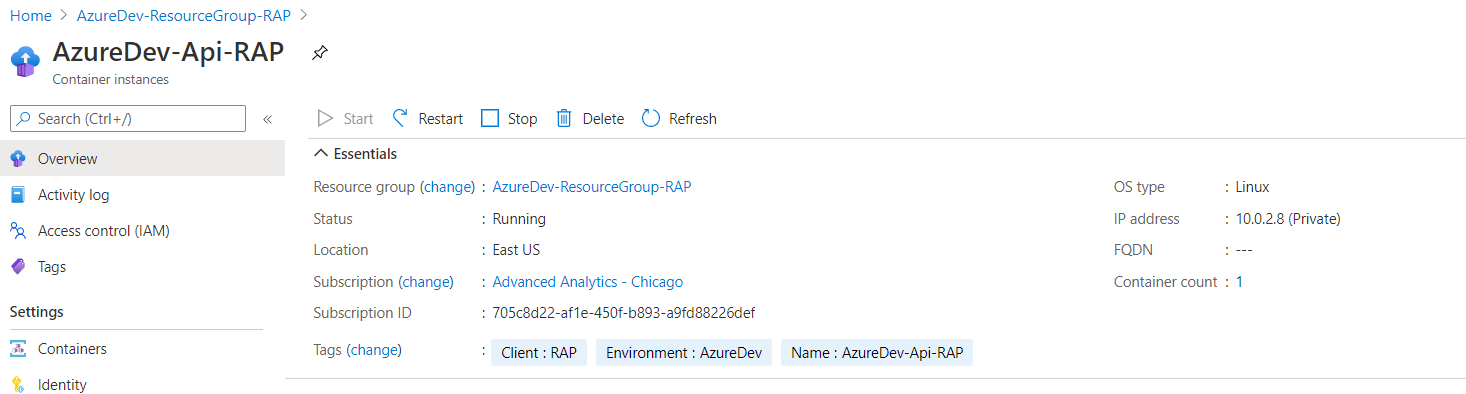 Home > AzureDev-ResourceGroup-RAP >
AzureDev-Api-RAP
Container instances
Search (Ctrl+/) «
Overview
Activity log
Access control (IAM)
Tags
Settings
Containers
Identity
Start Restart Stop Delete Refresh
Essentials
Resource group (change) : AzureDev-ResourceGroup-RAP
Status : Running
Location : East US
Subscription (change) : Advanced Analytics - Chicago
Subscription ID : 705c8d22-af1e-450f-b893-a9fd88226def
Tags (change) : Client : RAP Environment : AzureDev Name : AzureDev-Api-RAP
OS type : Linux
IP address : 10.0.2.8 (Private)
FQDN : ---
Container count : 1